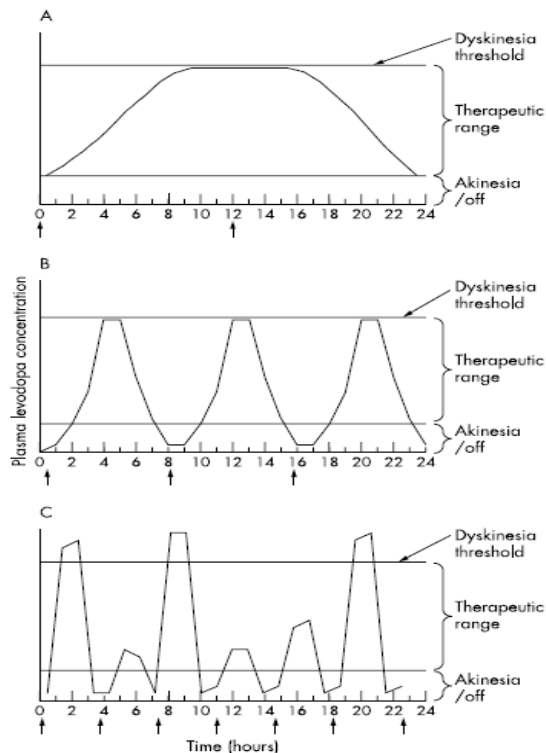 A
Dyskinesia
threshold
Therapeutic
range
Akinesia
/off
0 2 4 6 8 10 12 14 16 18 20 22 24
B
Dyskinesia
threshold
Plasma levodopa concentration
Therapeutic
range
Akinesia
/off
0 2 4 6 8 10 12 14 16 18 20 22 24
C
Dyskinesia
threshold
Therapeutic
range
Akinesia
/off
0 2 4 6 8 10 12 14 16 18 20 22 24
Time (hours)